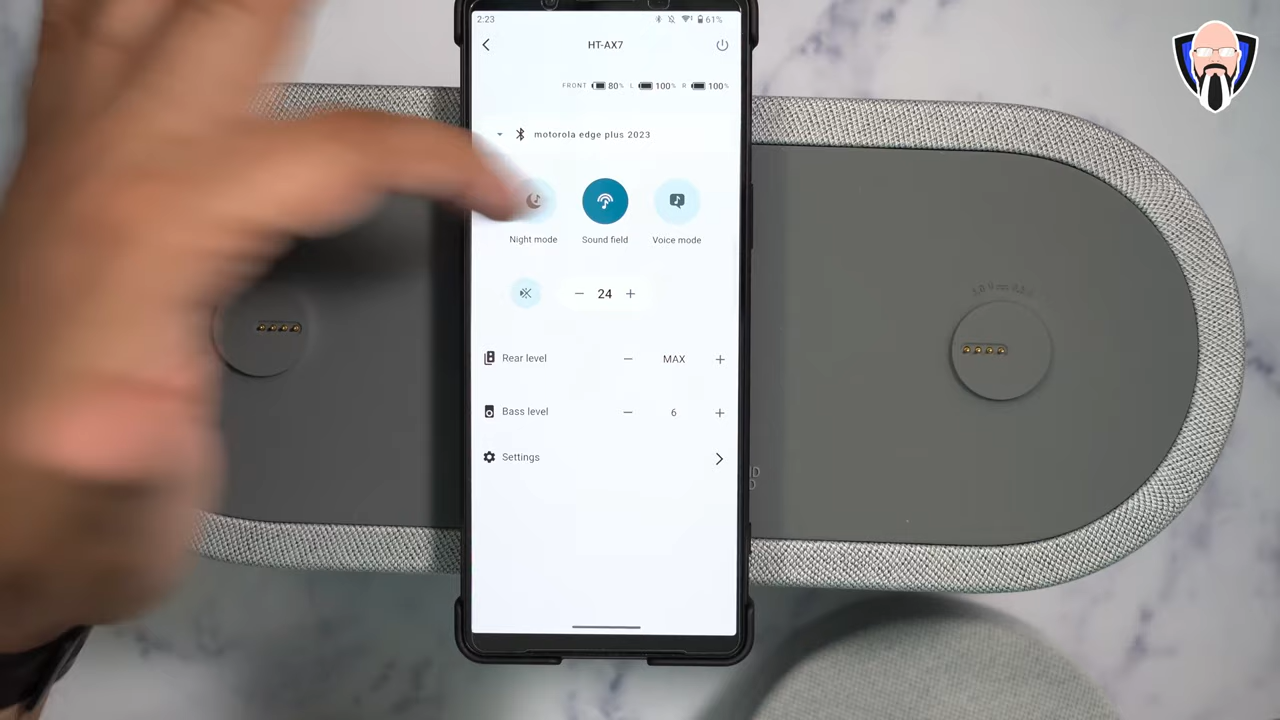 2:23 61%
HT-AX7
FRONT 80% L 100% R 100%
motorola edge plus 2023
Night mode Sound field Voice mode
24
Rear level MAX
Bass level 6
Settings